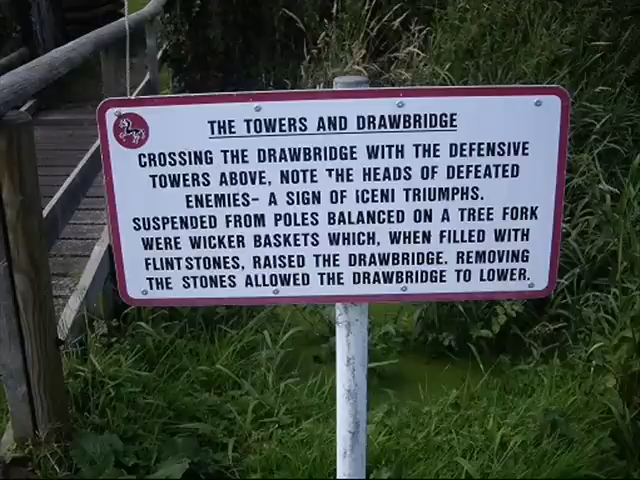 THE TOWERS AND DRAWBRIDGE
CROSSING THE DRAWBRIDGE WITH THE DEFENSIVE
TOWERS ABOVE, NOTE THE HEADS OF DEFEATED
ENEMIES- A SIGN OF ICENI TRIUMPHS.
SUSPENDED FROM POLES BALANCED ON A TREE FORK
WERE WICKER BASKETS WHICH, WHEN FILLED WITH
FLINTSTONES, RAISED THE DRAWBRIDGE. REMOVING
THE STONES ALLOWED THE DRAWBRIDGE TO LOWER.